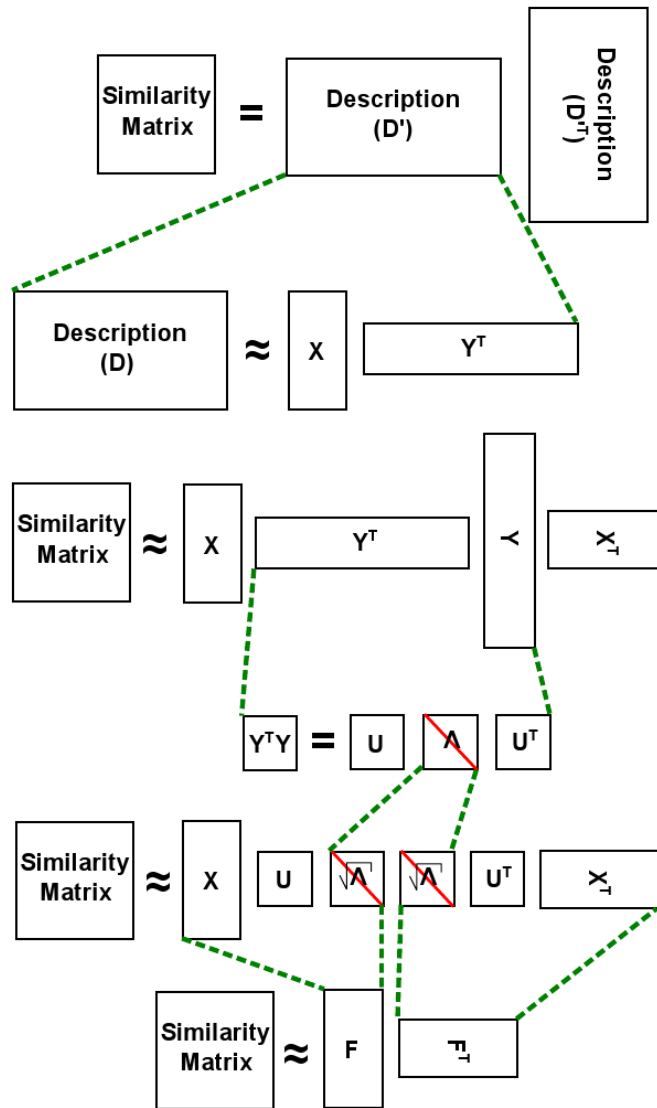 Similarity
Matrix
=
Description
(D')
Description
(D'ᵀ)
Description
(D)
≈
X
Yᵀ
Similarity
Matrix
≈
X
Yᵀ
Y
Xᵀ
YᵀY
=
U
Λ
Uᵀ
Similarity
Matrix
≈
X
U
√Λ
√Λ
Uᵀ
Xᵀ
Similarity
Matrix
≈
F
Fᵀ